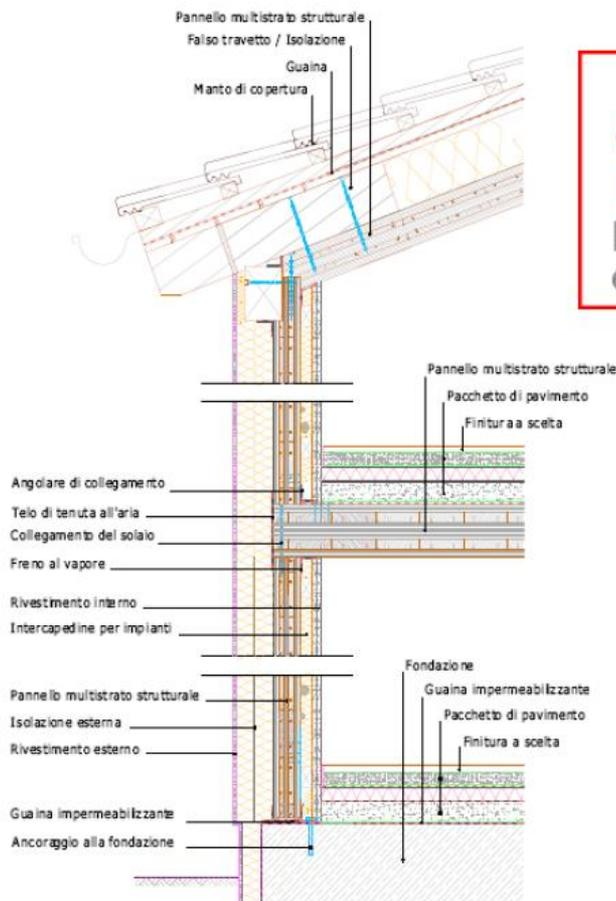 Pannello multistrato strutturale
Falso travetto / Isolazione
Guaina
Manto di copertura
Pannello multistrato strutturale
Pacchetto di pavimento
Finitura a scelta
Angolare di collegamento
Telo di tenuta all'aria
Collegamento del solaio
Freno al vapore
Rivestimento interno
Intercapedine per impianti
Fondazione
Guaina impermeabilizzante
Pacchetto di pavimento
Finitura a scelta
Pannello multistrato strutturale
Isolazione esterna
Rivestimento esterno
Guaina impermeabilizzante
Ancoraggio alla fondazione